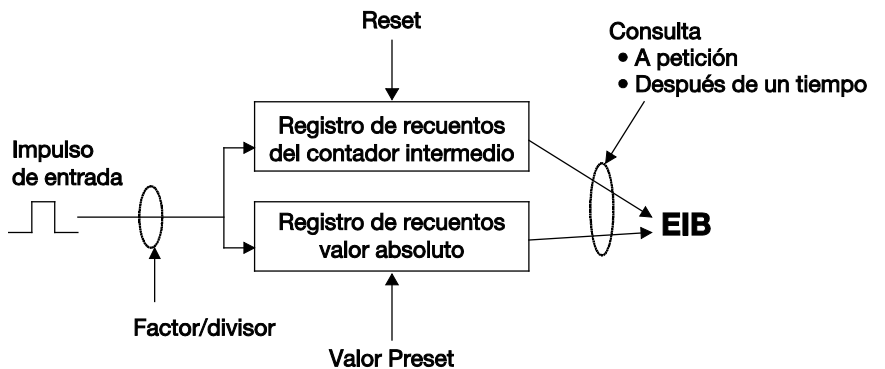 Reset
Consulta
• A petición
• Después de un tiempo
Registro de recuentos
del contador intermedio
Impulso
de entrada
Registro de recuentos
valor absoluto
EIB
Factor/divisor
Valor Preset